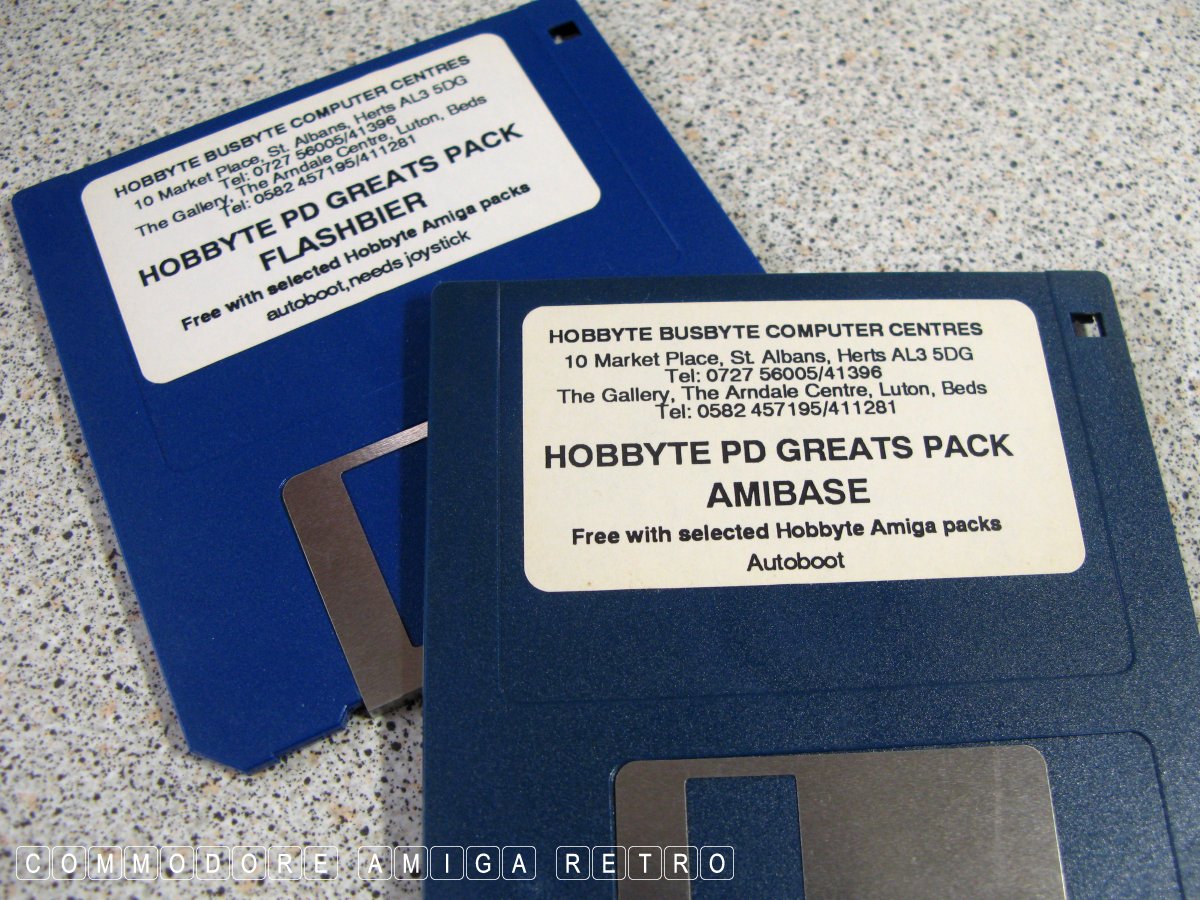 HOBBYTE BUSBYTE COMPUTER CENTRES
10 Market Place, St. Albans, Herts AL3 5DG
Tel: 0727 56005/41396
The Gallery, The Arndale Centre, Luton, Beds
Tel: 0582 457195/411281
HOBBYTE PD GREATS PACK
FLASHBIER
Free with selected Hobbyte Amiga packs
autoboot,needs joystick
HOBBYTE BUSBYTE COMPUTER CENTRES
10 Market Place, St. Albans, Herts AL3 5DG
Tel: 0727 56005/41396
The Gallery, The Arndale Centre, Luton, Beds
Tel: 0582 457195/411281
HOBBYTE PD GREATS PACK
AMIBASE
Free with selected Hobbyte Amiga packs
Autoboot
COMMODORE AMIGA RETRO